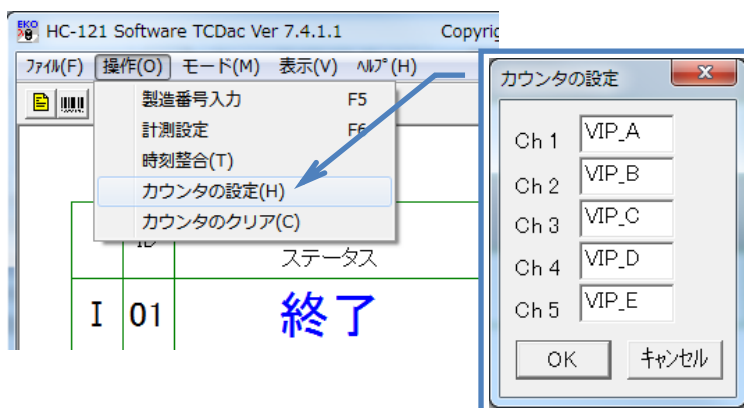 EKO HC-121 Software TCDac Ver 7.4.1.1 Copyrig
ﾌｧｲﾙ(F) 操作(O) モード(M) 表示(V) ﾍﾙﾌﾟ(H)
製造番号入力 F5
計測設定 F6
時刻整合(T)
カウンタの設定(H)
カウンタのクリア(C)
ID
ステータス
I 01 終了
カウンタの設定
Ch 1 VIP_A
Ch 2 VIP_B
Ch 3 VIP_C
Ch 4 VIP_D
Ch 5 VIP_E
OK ｷｬﾝｾﾙ